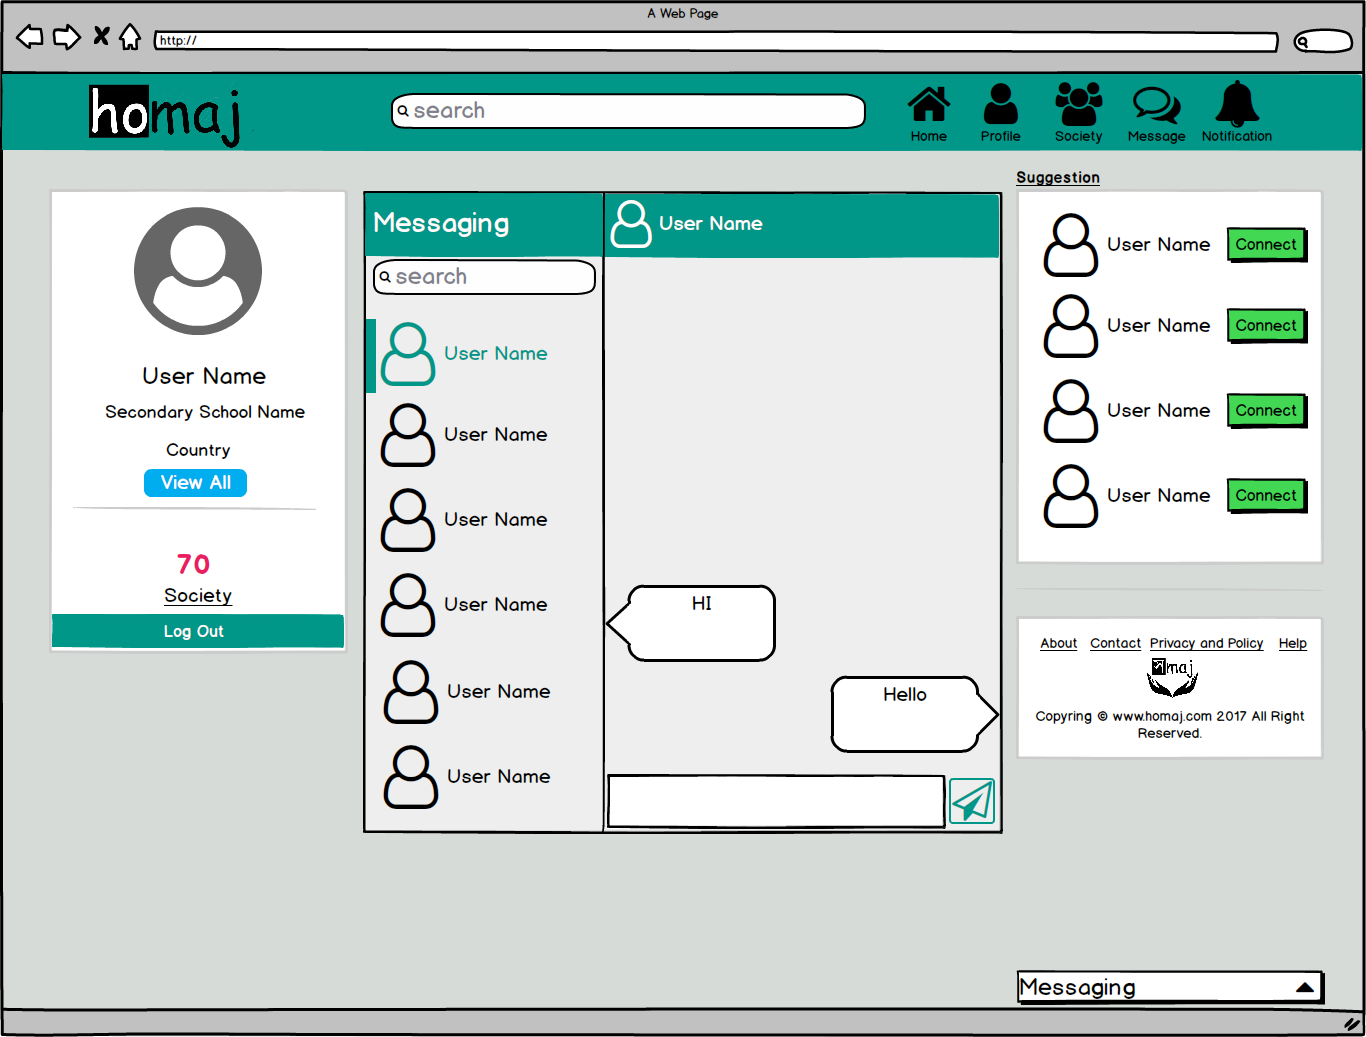 A Web Page
http://
homaj
search
Home
Profile
Society
Message
Notification
User Name
Secondary School Name
Country
View All
70
Society
Log Out
Messaging
search
User Name
User Name
User Name
User Name
User Name
User Name
User Name
HI
Hello
Suggestion
User Name Connect
User Name Connect
User Name Connect
User Name Connect
About Contact Privacy and Policy Help
maj
Copyring © www.homaj.com 2017 All Right
Reserved.
Messaging